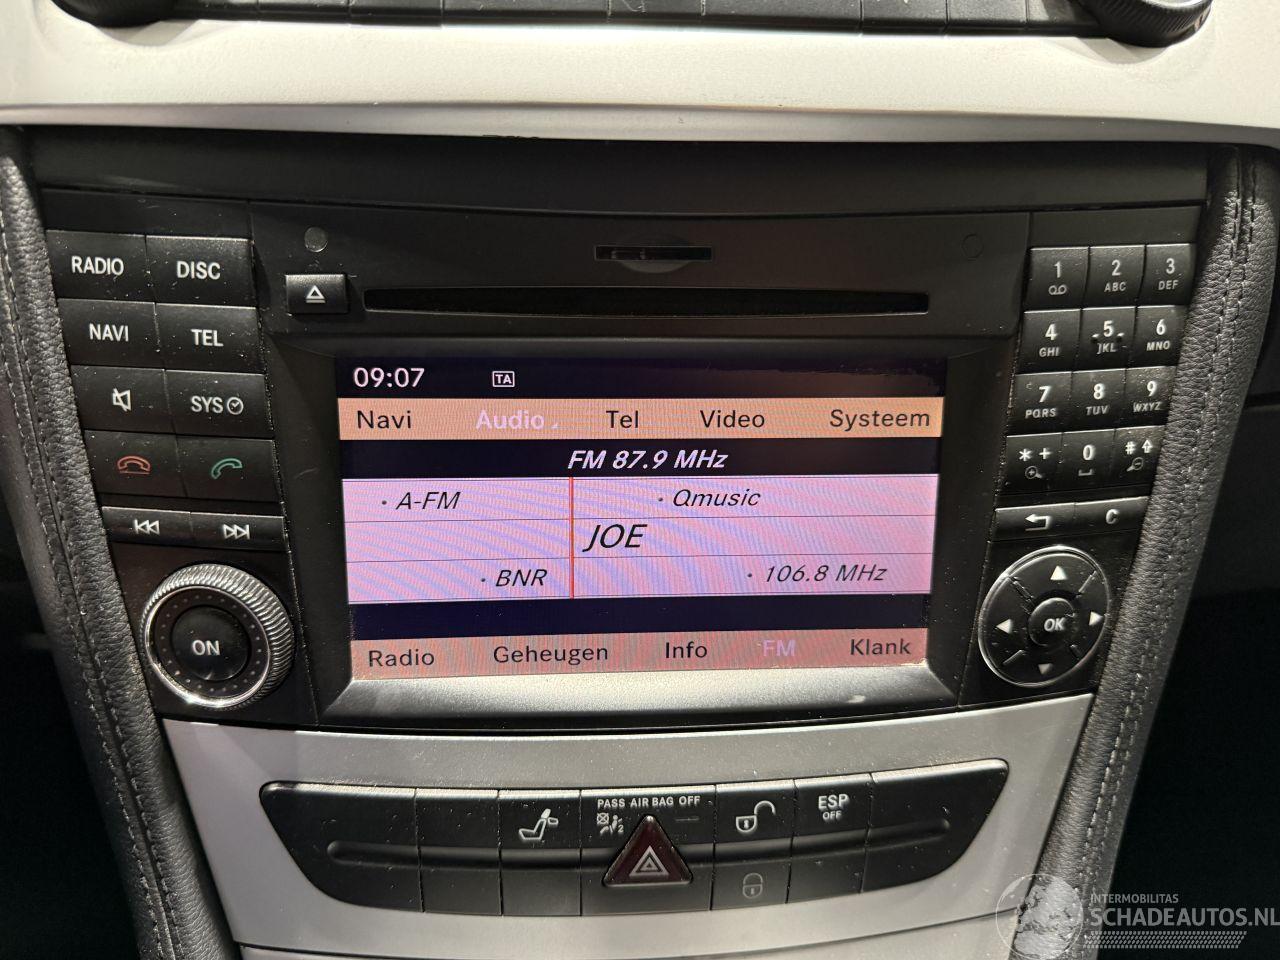 RADIO DISC
NAVI TEL
SYS
ON
09:07 TA
Navi Audio Tel Video Systeem
FM 87.9 MHz
· A-FM · Qmusic
JOE
· BNR · 106.8 MHz
Radio Geheugen Info FM Klank
1 2 ABC 3 DEF
4 GHI 5 JKL 6 MNO
7 PQRS 8 TUV 9 WXYZ
* + 0 #
C
OK
PASS AIR BAG OFF
2
ESP
OFF
INTERMOBILITAS
SCHADEAUTOS.NL